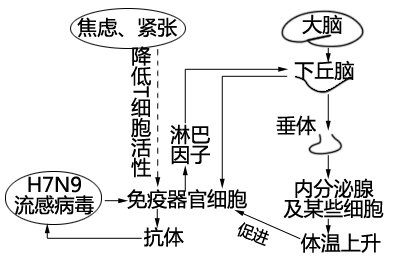 焦虑、紧张
大脑
降低T细胞活性
下丘脑
淋巴
因子
垂体
H7N9
流感病毒
免疫器官细胞
内分泌腺
及某些细胞
抗体
促进
体温上升